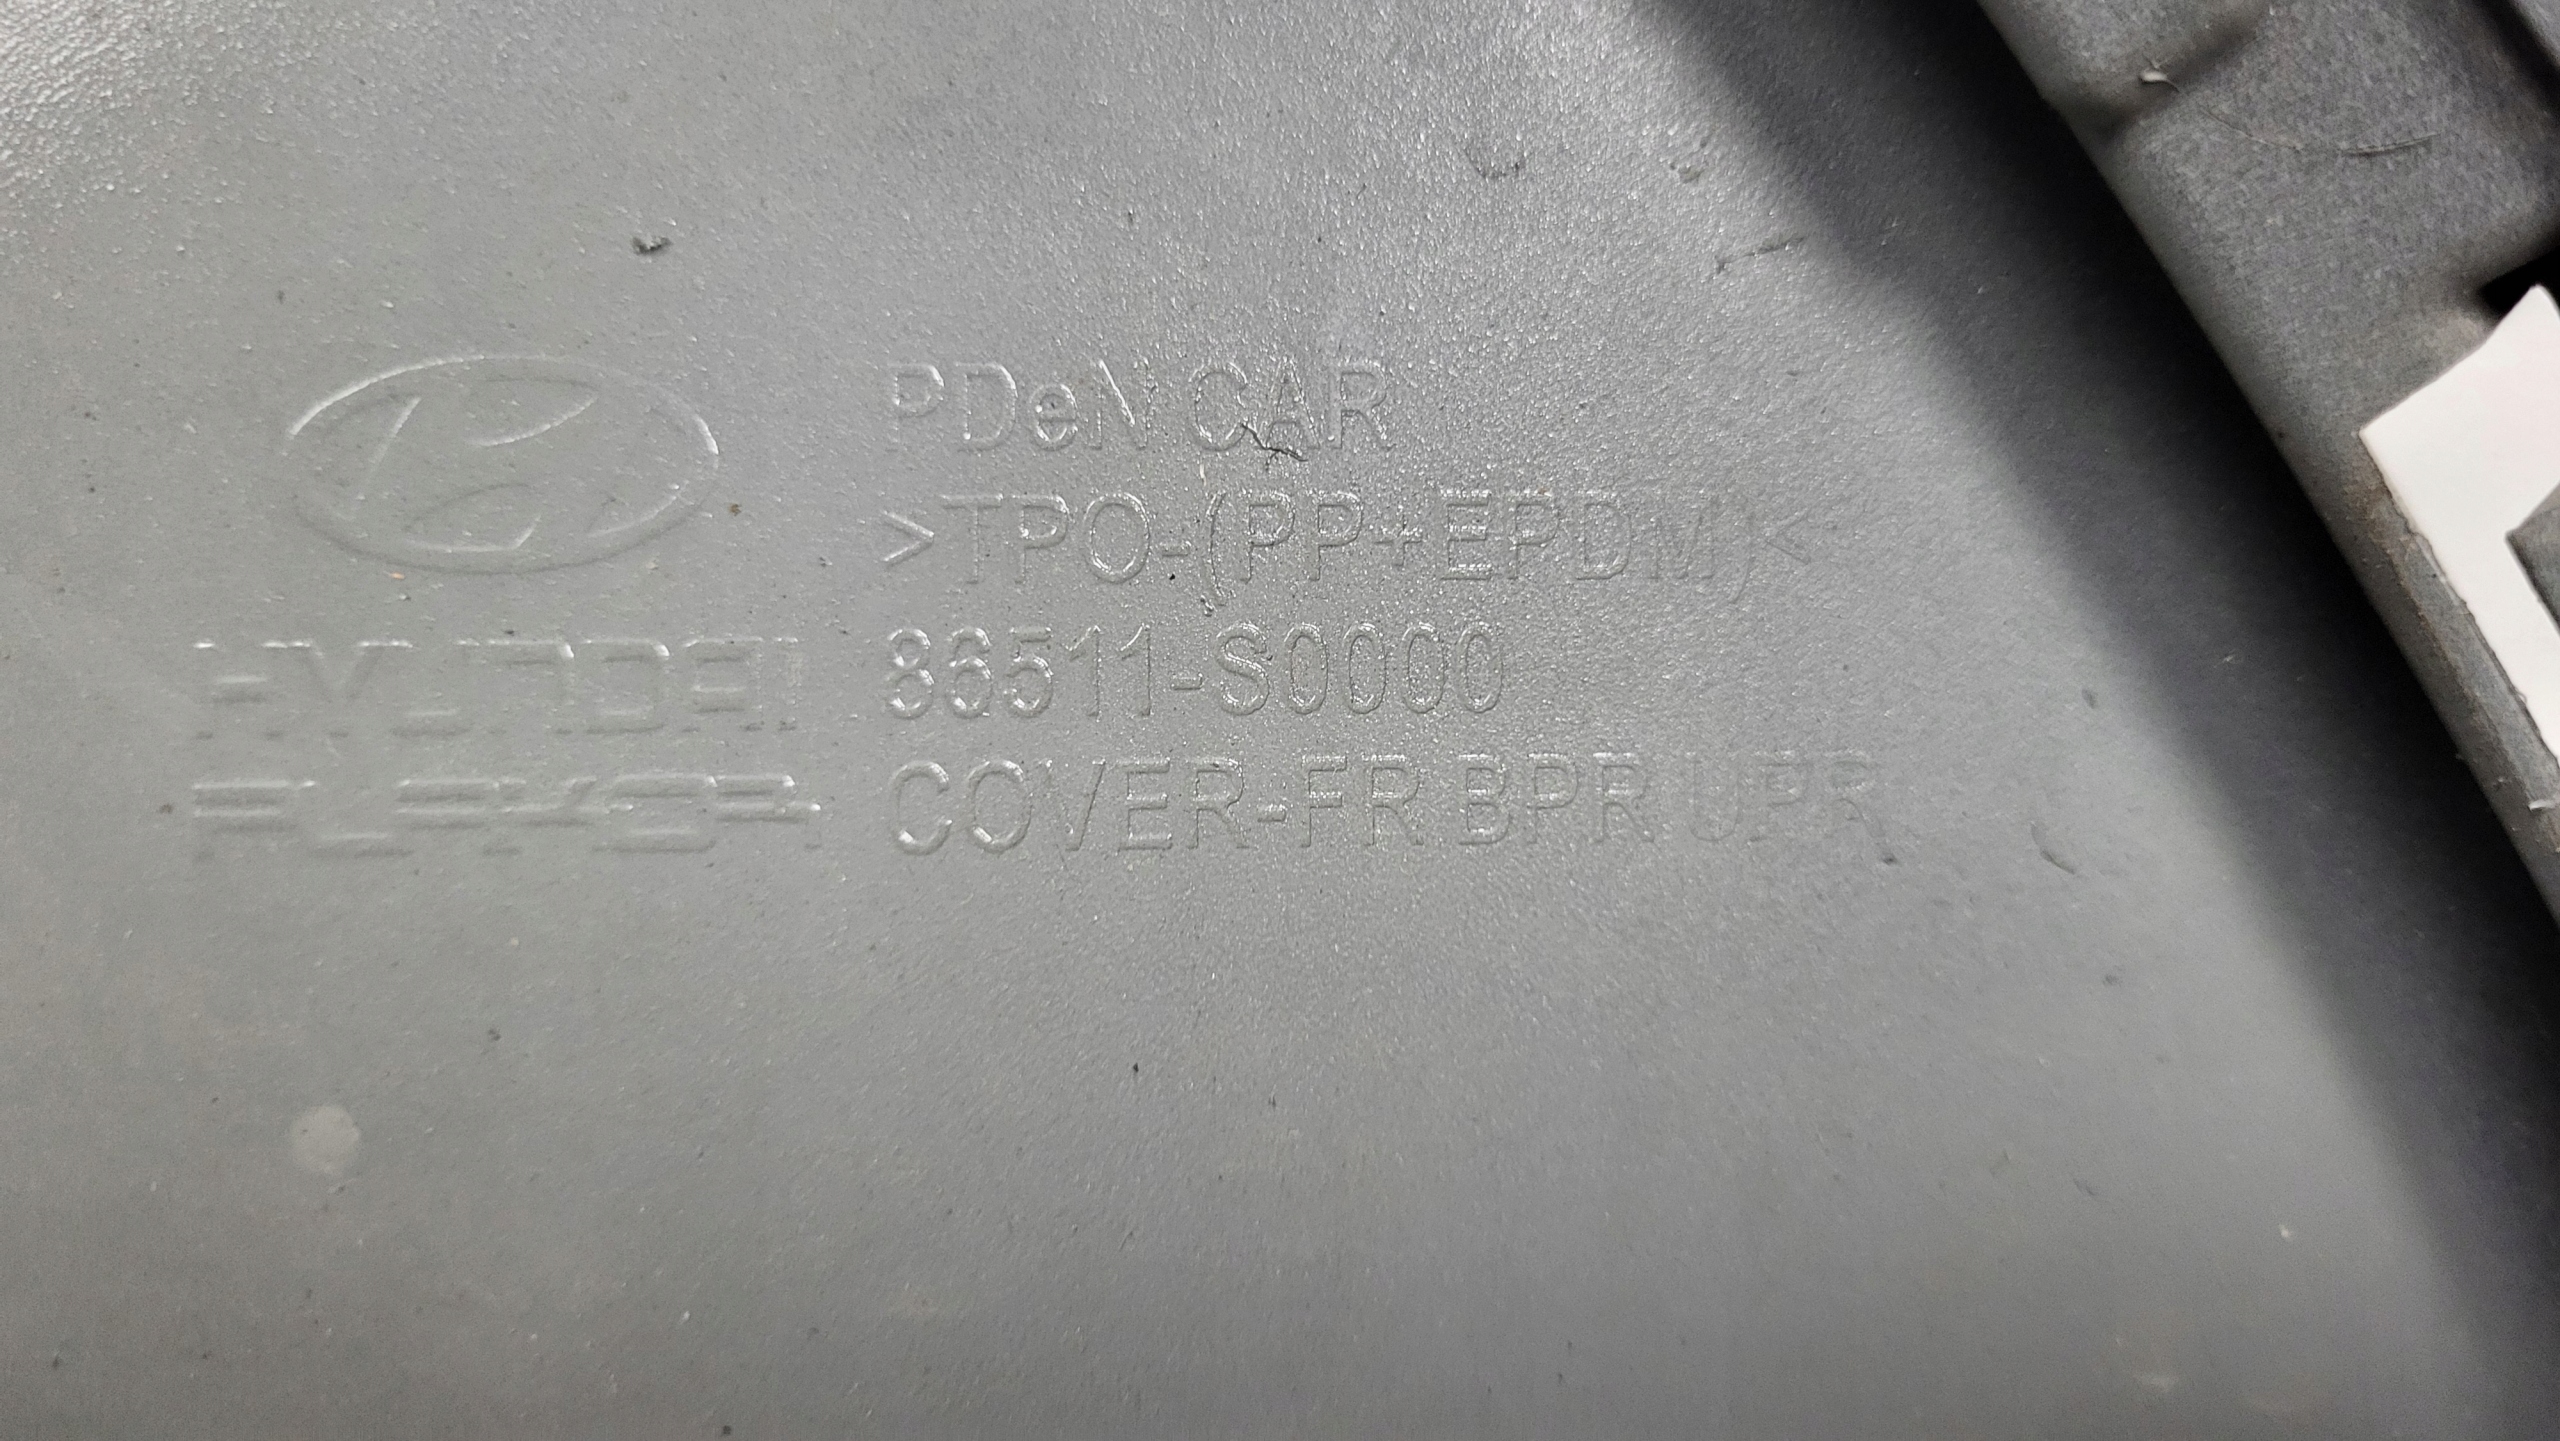 PDeN CAR
>TPO-(PP+EPDM)<
HYUNDAI 86511-S0000
COVER-FR BPR UPR